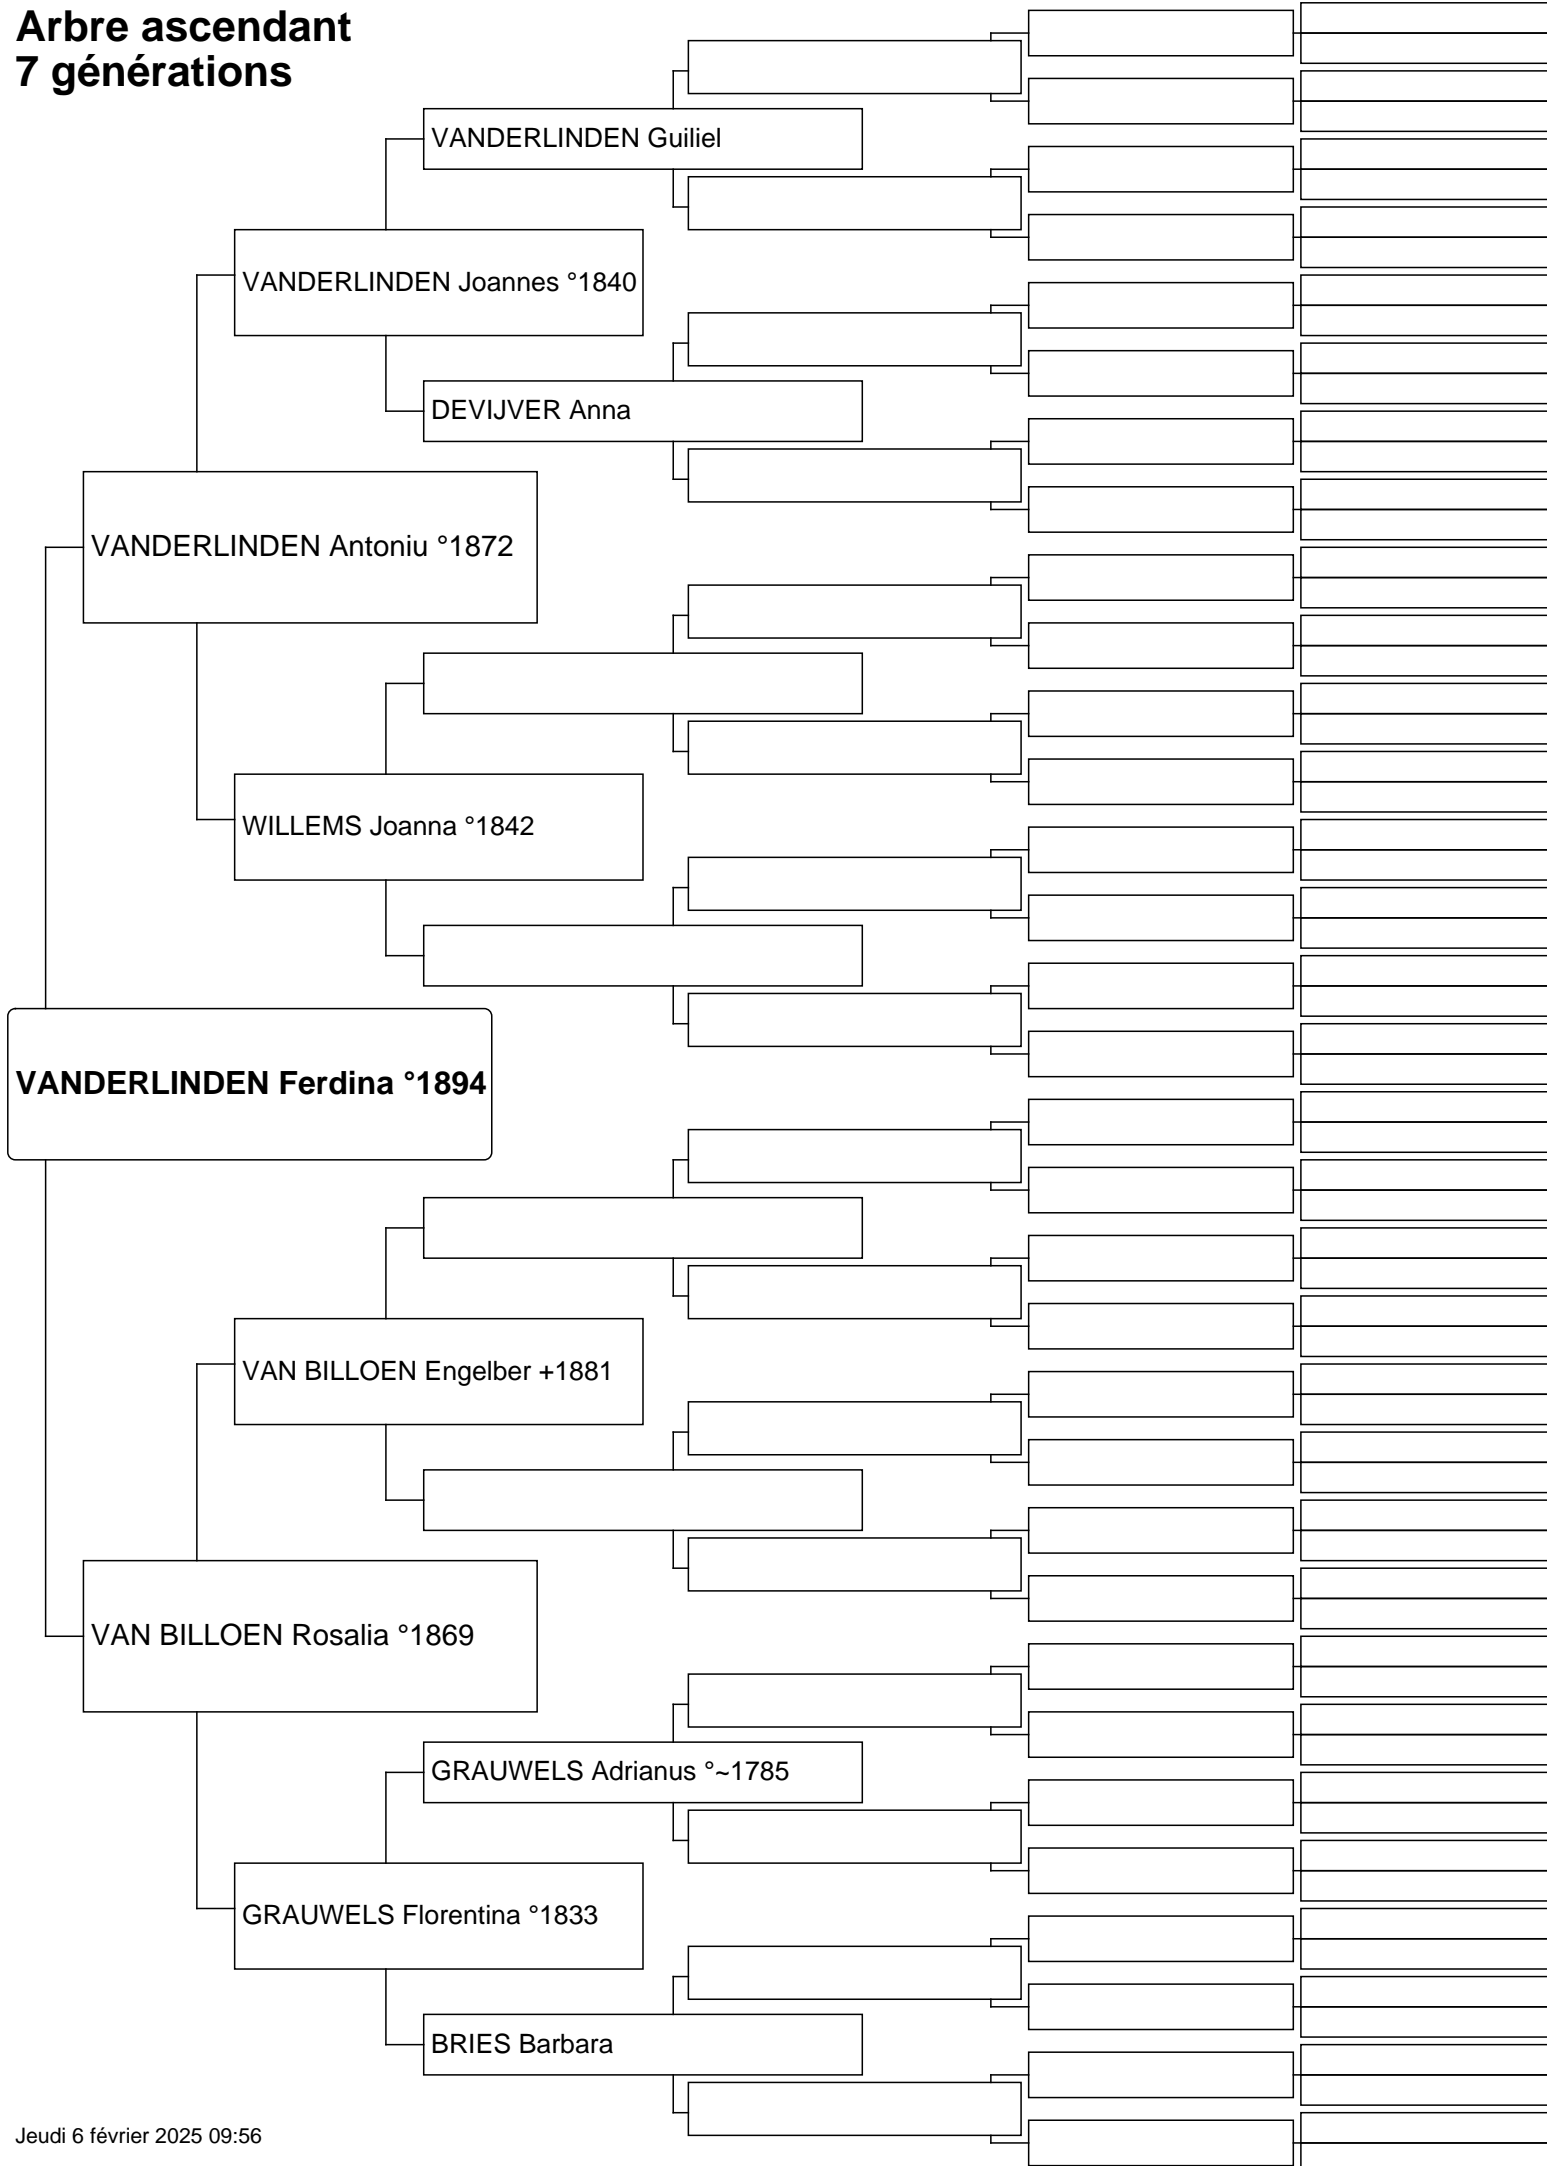 Arbre ascendant
7 générations
VANDERLINDEN Guiliel
VANDERLINDEN Joannes °1840
DEVIJVER Anna
VANDERLINDEN Antoniu °1872
WILLEMS Joanna °1842
VANDERLINDEN Ferdina °1894
VAN BILLOEN Engelber +1881
VAN BILLOEN Rosalia °1869
GRAUWELS Adrianus °~1785
GRAUWELS Florentina °1833
BRIES Barbara
Jeudi 6 février 2025 09:56